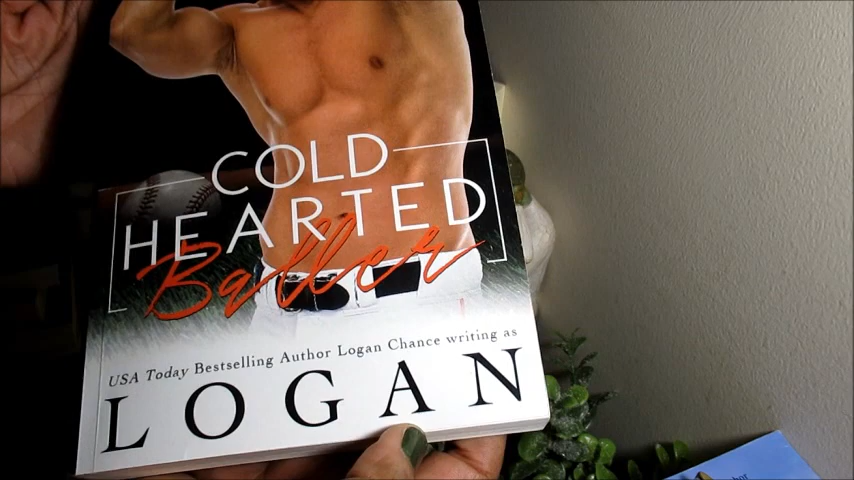 COLD
HEARTED
Baller
USA Today Bestselling Author Logan Chance writing as
LOGAN